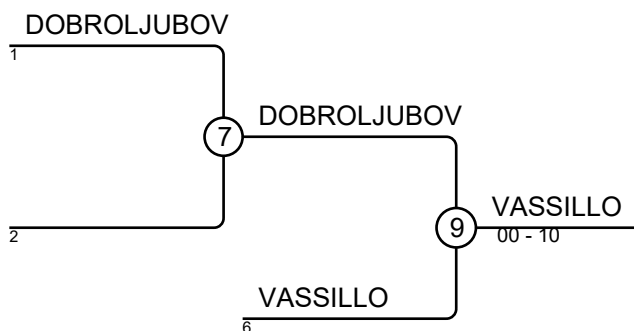 DOBROLJUBOV
1
7
DOBROLJUBOV
2
9
VASSILLO
00 - 10
VASSILLO
6